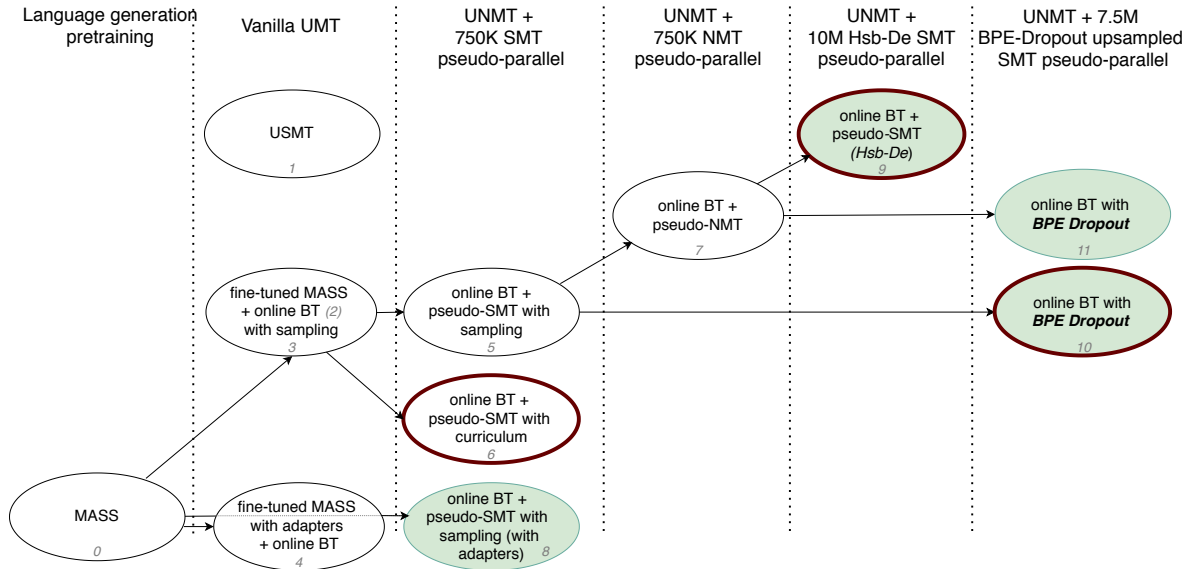 Language generation
pretraining
Vanilla UMT
UNMT +
750K SMT
pseudo-parallel
UNMT +
750K NMT
pseudo-parallel
UNMT +
10M Hsb-De SMT
pseudo-parallel
UNMT + 7.5M
BPE-Dropout upsampled
SMT pseudo-parallel
USMT
1
online BT +
pseudo-SMT
(Hsb-De)
9
online BT +
pseudo-NMT
7
online BT with
BPE Dropout
11
fine-tuned MASS
+ online BT (2)
with sampling
3
online BT +
pseudo-SMT with
sampling
5
online BT with
BPE Dropout
10
online BT +
pseudo-SMT with
curriculum
6
MASS
0
fine-tuned MASS
with adapters
+ online BT
4
online BT +
pseudo-SMT with
sampling (with
adapters)
8